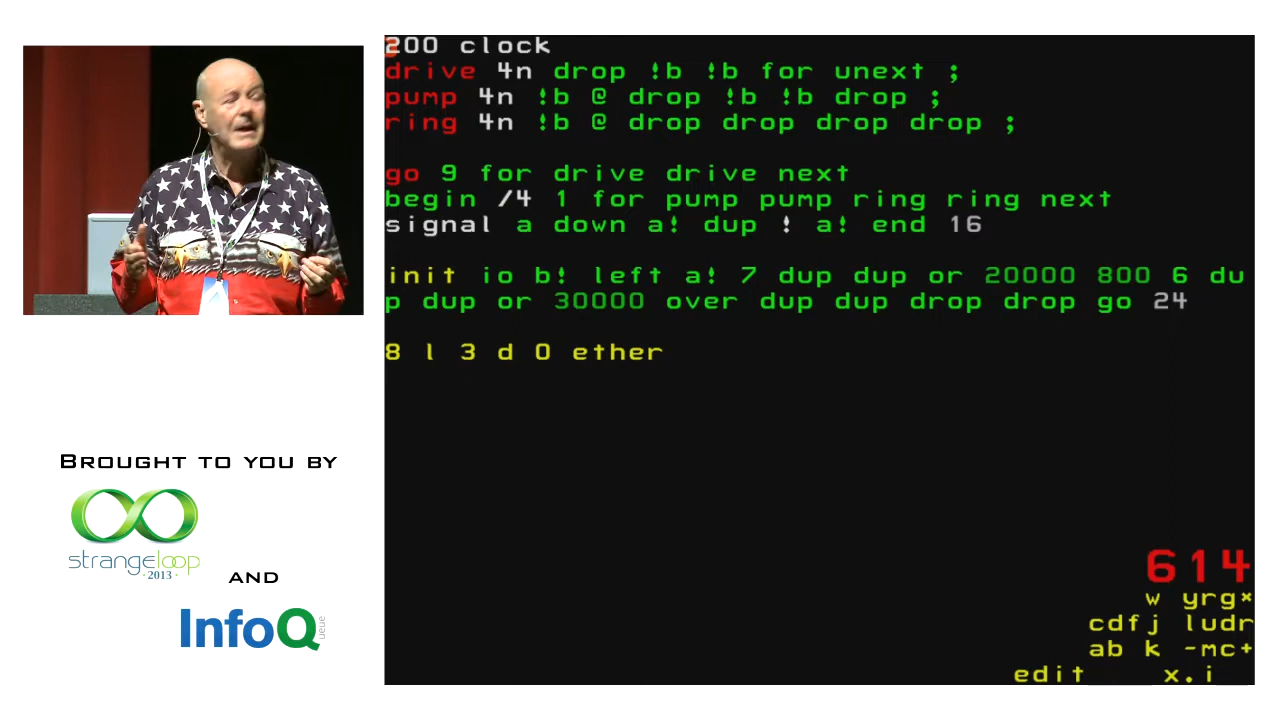 200 clock
drive 4n drop !b !b for unext ;
pump 4n !b @ drop !b !b drop ;
ring 4n !b @ drop drop drop drop ;
go 9 for drive drive next
begin /4 1 for pump pump ring ring next
signal a down a! dup ! a! end 16
init io b! left a! 7 dup dup or 20000 800 6 du
p dup or 30000 over dup dup drop drop go 24
8 l 3 d 0 ether
614
w yrg*
cdfj ludr
ab k -mc+
edit x.i
BROUGHT TO YOU BY
strangeloop
·2013·
AND
InfoQ
ueue